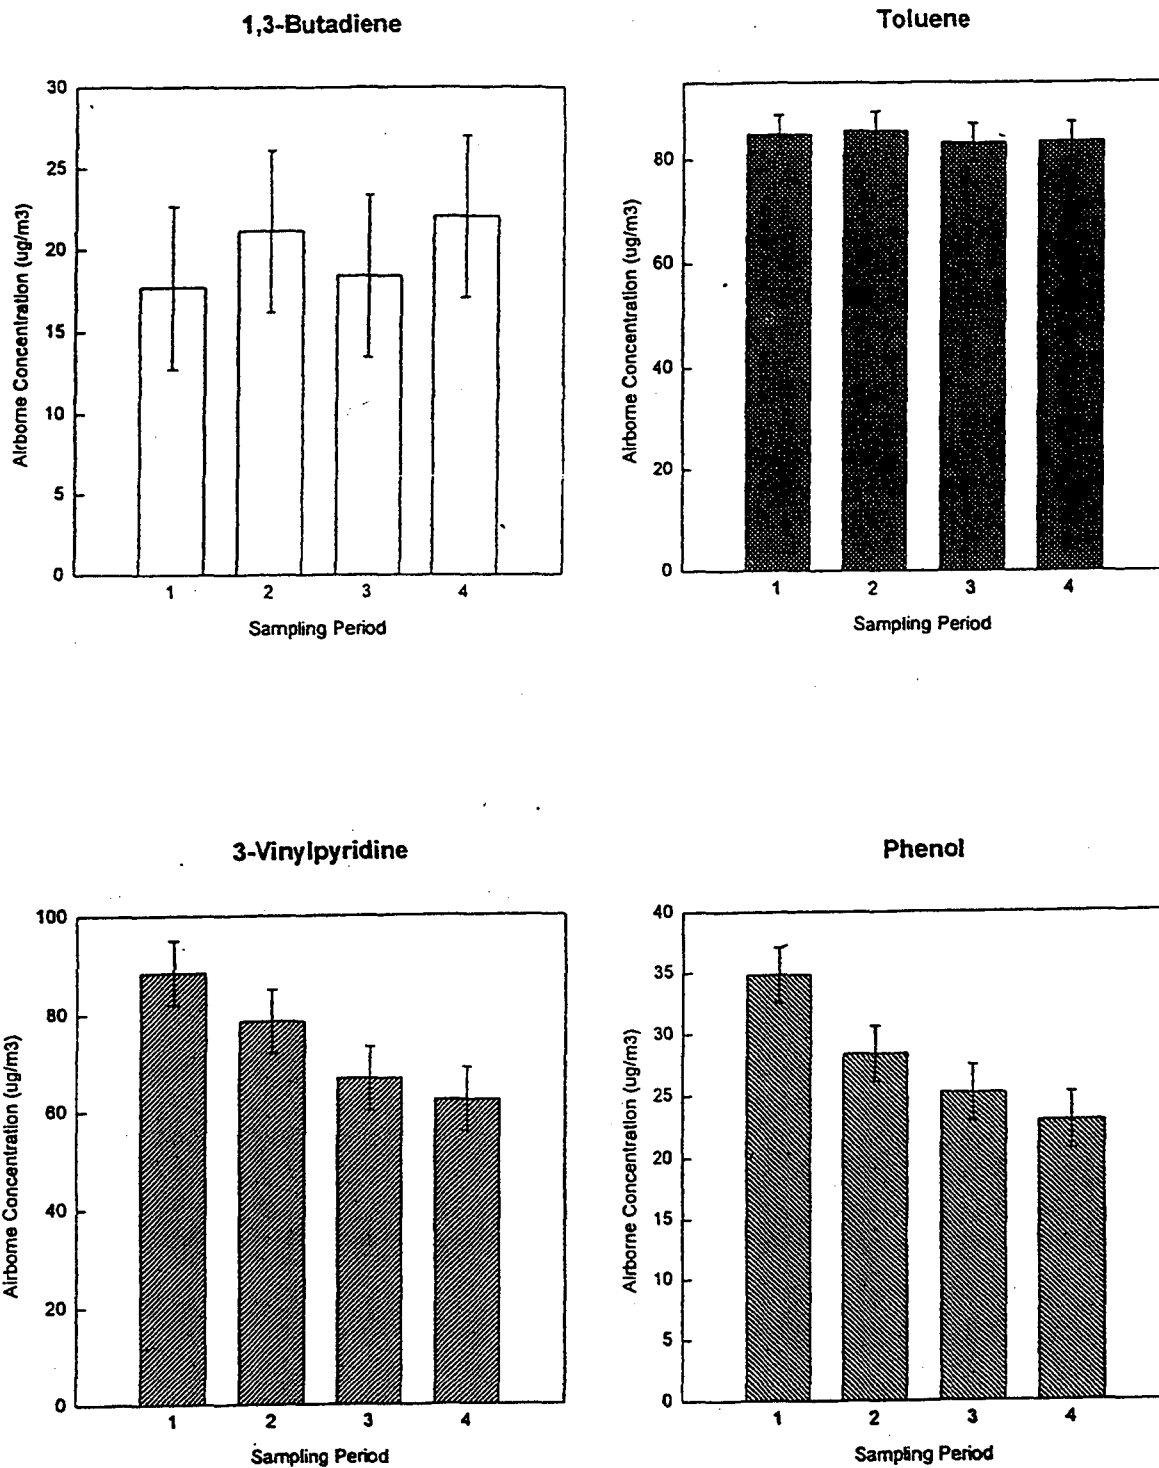 1,3-Butadiene
Airborne Concentration (ug/m3)
30
25
20
15
10
5
0
1 2 3 4
Sampling Period
Toluene
Airborne Concentration (ug/m3)
80
60
40
20
0
1 2 3 4
Sampling Period
3-Vinylpyridine
Airborne Concentration (ug/m3)
100
80
60
40
20
0
1 2 3 4
Sampling Period
Phenol
Airborne Concentration (ug/m3)
40
35
30
25
20
15
10
5
0
1 2 3 4
Sampling Period